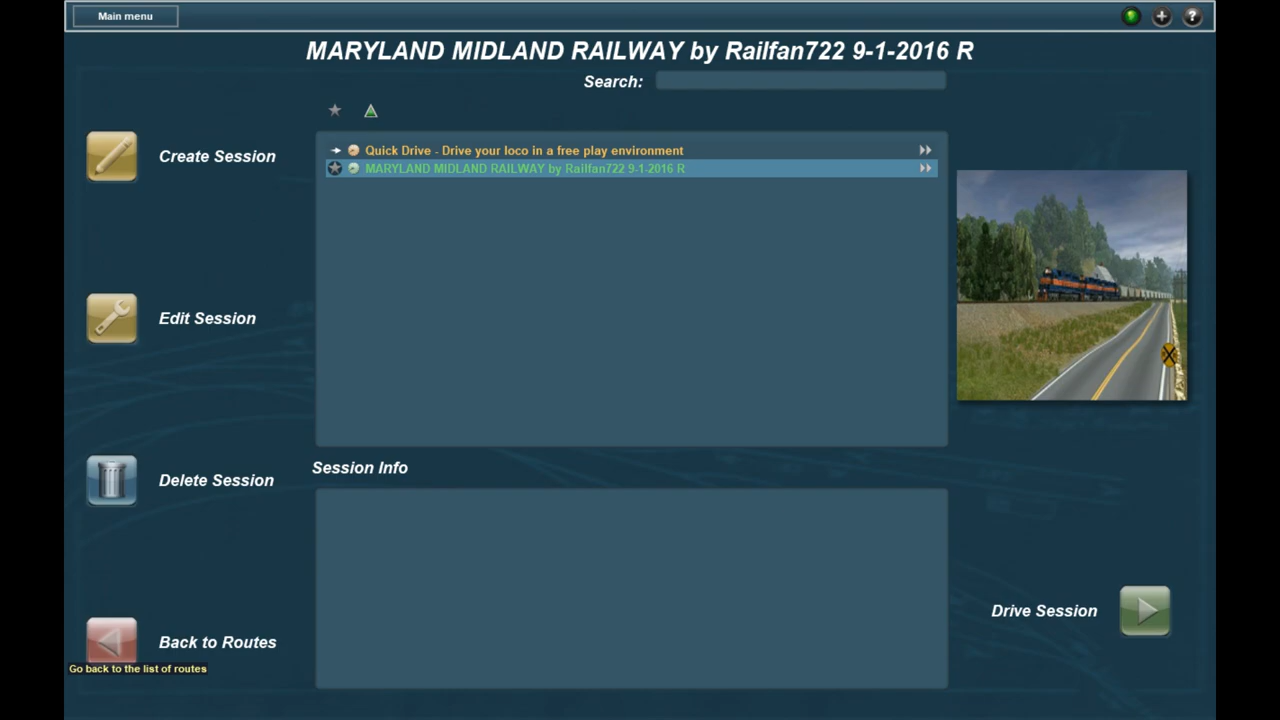 Main menu
?
MARYLAND MIDLAND RAILWAY by Railfan722 9-1-2016 R
Search:
Create Session
Quick Drive - Drive your loco in a free play environment
MARYLAND MIDLAND RAILWAY by Railfan722 9-1-2016 R
Edit Session
Session Info
Delete Session
Drive Session
Back to Routes
Go back to the list of routes